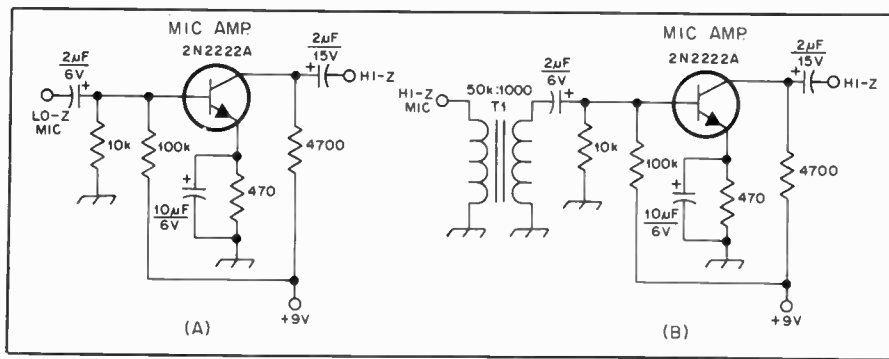 MIC AMP.
2N2222A
2µF
6V
+
2µF
15V
+
HI-Z
LO-Z
MIC
10k
100k
4700
+
10µF
6V
470
+9V
(A)
MIC AMP.
2N2222A
HI-Z
MIC
50k:1000
T1
2µF
6V
+
2µF
15V
+
HI-Z
10k
100k
4700
+
10µF
6V
470
+9V
(B)